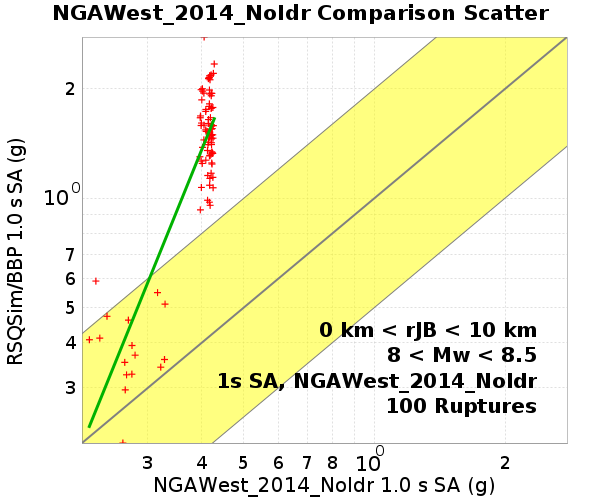 NGAWest_2014_NoIdr Comparison Scatter
RSQSim/BBP 1.0 s SA (g)
2
10^0
7
6
5
4
3
0 km < rJB < 10 km
8 < Mw < 8.5
1s SA, NGAWest_2014_NoIdr
100 Ruptures
3 4 5 6 7 8 10^0 2
NGAWest_2014_NoIdr 1.0 s SA (g)